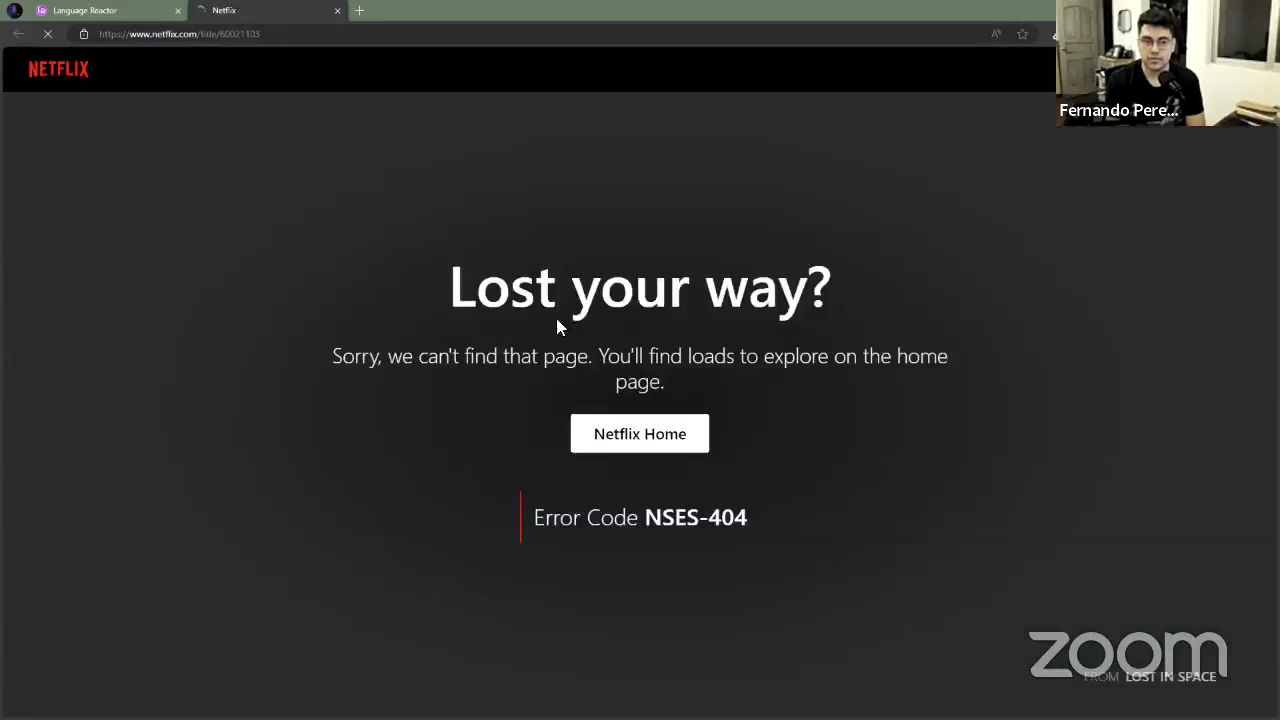 Language Reactor
Netflix
https://www.netflix.com/title/60021103
NETFLIX
Fernando Pere...
Lost your way?
Sorry, we can't find that page. You'll find loads to explore on the home
page.
Netflix Home
Error Code NSES-404
zoom
FROM LOST IN SPACE